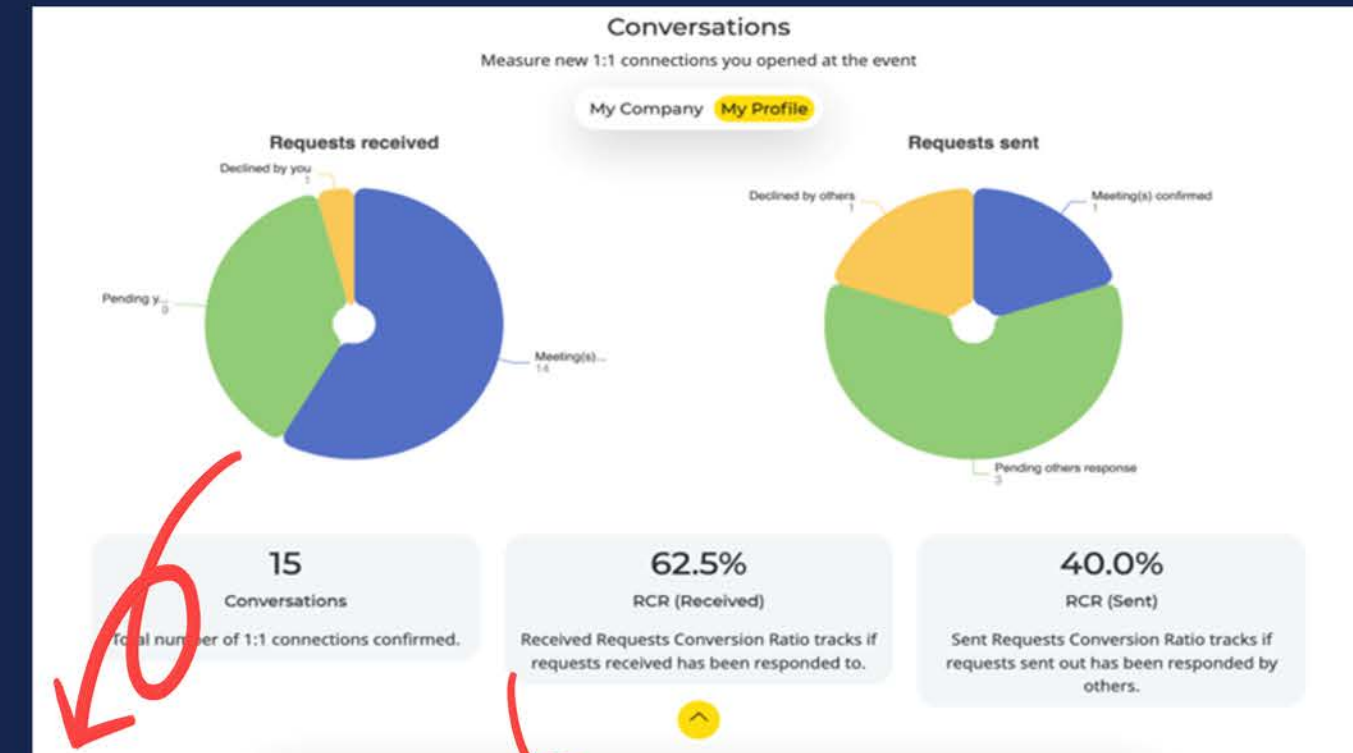 Conversations
Measure new 1:1 connections you opened at the event
My Company My Profile
Requests received
Declined by you
1
Pending y...
9
Meeting(s)...
14
Requests sent
Declined by others
1
Meeting(s) confirmed
1
Pending others response
3
15
Conversations
Total number of 1:1 connections confirmed.
62.5%
RCR (Received)
Received Requests Conversion Ratio tracks if
requests received has been responded to.
40.0%
RCR (Sent)
Sent Requests Conversion Ratio tracks if
requests sent out has been responded by
others.